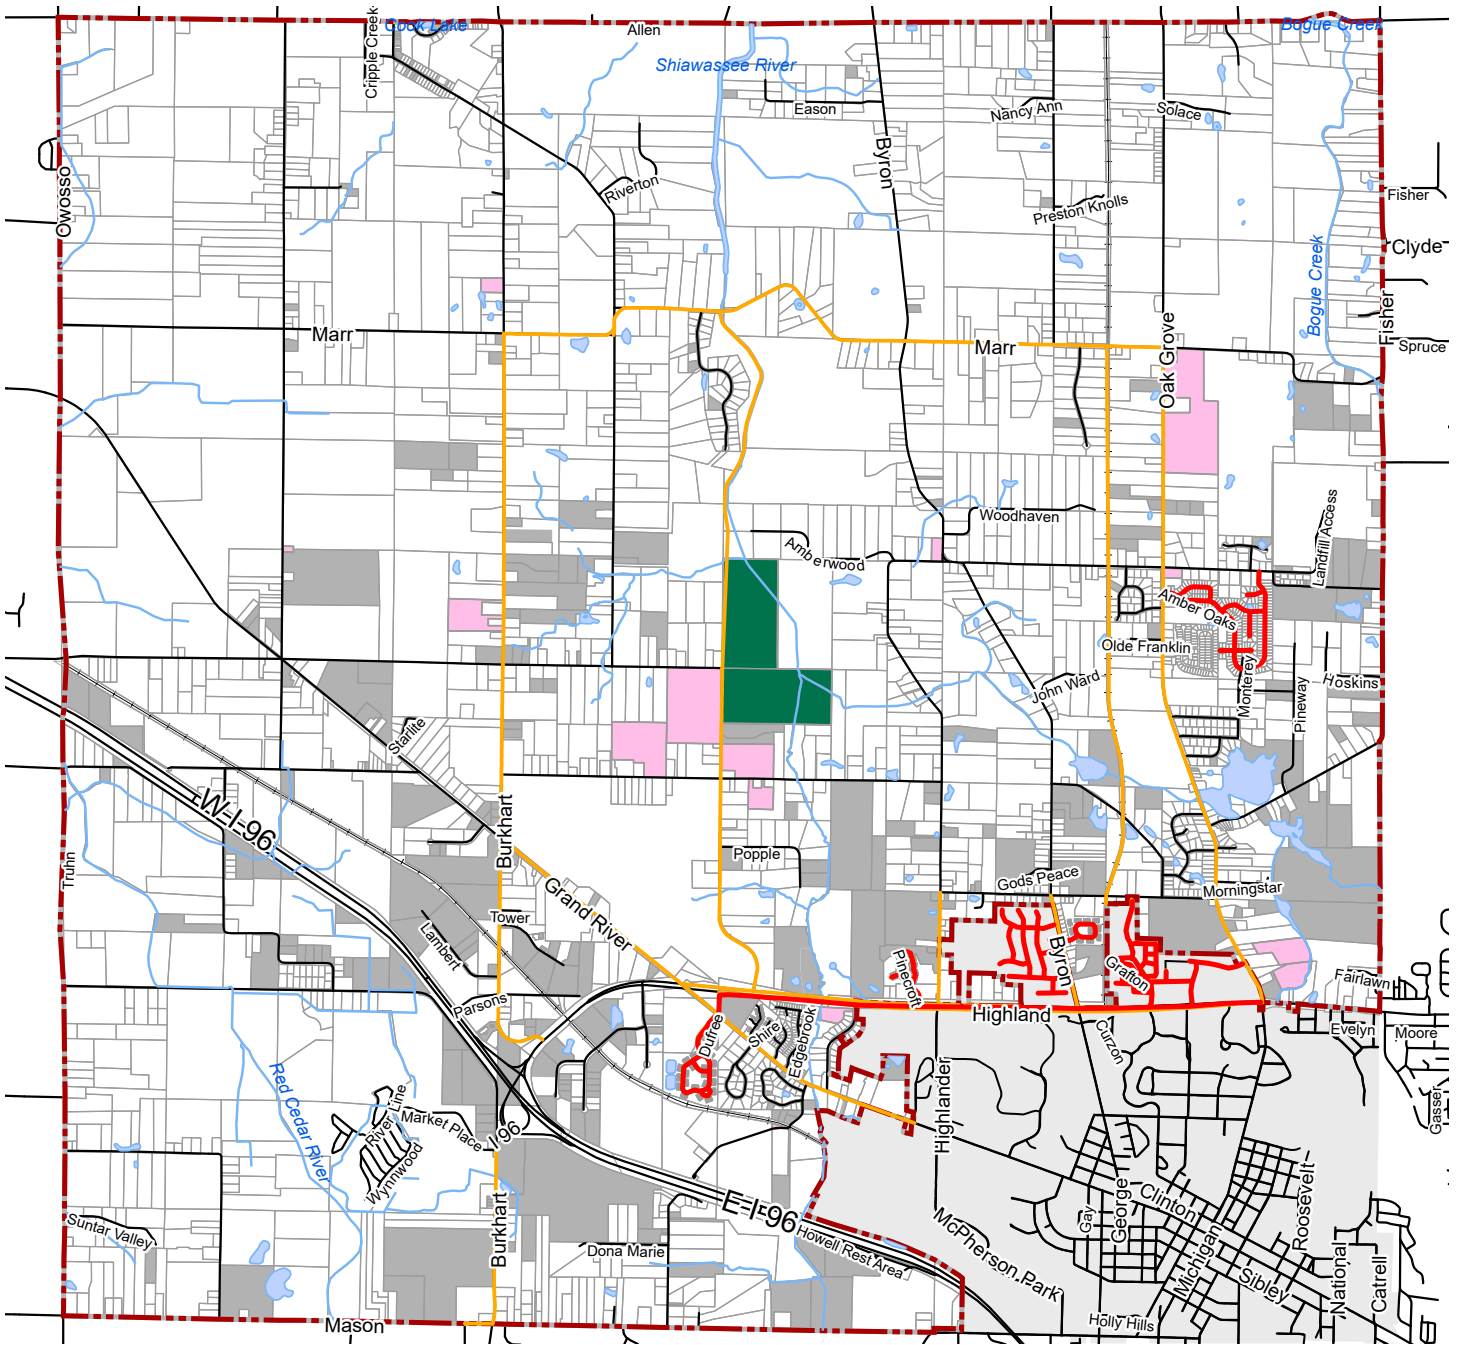 Cook Lake
Bogue Creek
Cripple Creek
Allen
Shiawassee River
Eason
Nancy Ann
Solace
Byron
Owosso
Riverton
Preston Knolls
Fisher
Clyde
Bogue Creek
Fisher
Marr
Marr
Oak Grove
Spruce
Woodhaven
Landfill Access
Amberwood
Amber Oaks
Olde Franklin
John Ward
Monterey
Hoskins
Pineway
Starlite
W-I-96
Burkhart
Truhn
Popple
Gods Peace
Morningstar
Grand River
Tower
Lambert
Byron
Pinecroft
Grafton
Fairlawn
Parsons
Highland
Dufree
Shire
Edgebrook
Curzon
Evelyn
Moore
Red Cedar River
River Line
Market Place
I 96
Wynnwood
Highlander
Gasser
Suntar Valley
Burkhart
E-I-96
Howell Rest Area
Dona Marie
McPherson Park
Gay
George
Clinton
Michigan
Roosevelt
Sibley
National
Catrell
Mason
Holly Hills